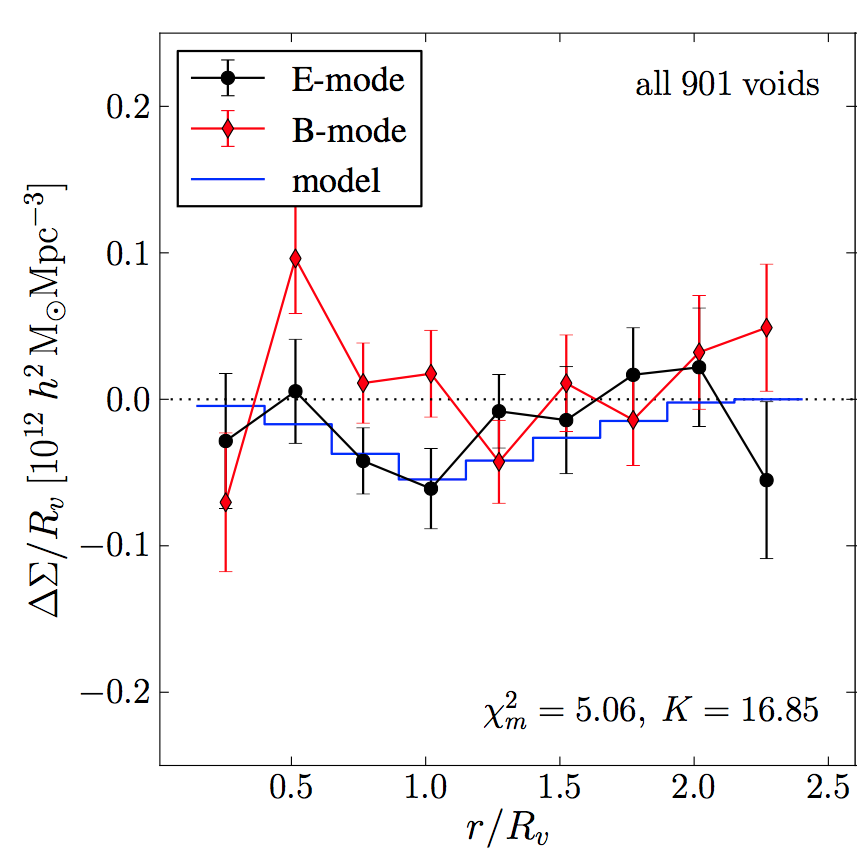 E-mode
B-mode
model
all 901 voids
0.2
0.1
0.0
−0.1
−0.2
ΔΣ/R_v [10^{12} h^2 M_⊙Mpc^{−3}]
χ_m^2 = 5.06, K = 16.85
0.5 1.0 1.5 2.0 2.5
r/R_v